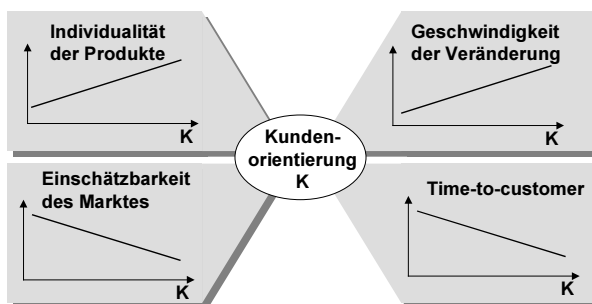 Individualität
der Produkte
K
Geschwindigkeit
der Veränderung
K
Kunden-
orientierung
K
Einschätzbarkeit
des Marktes
K
Time-to-customer
K